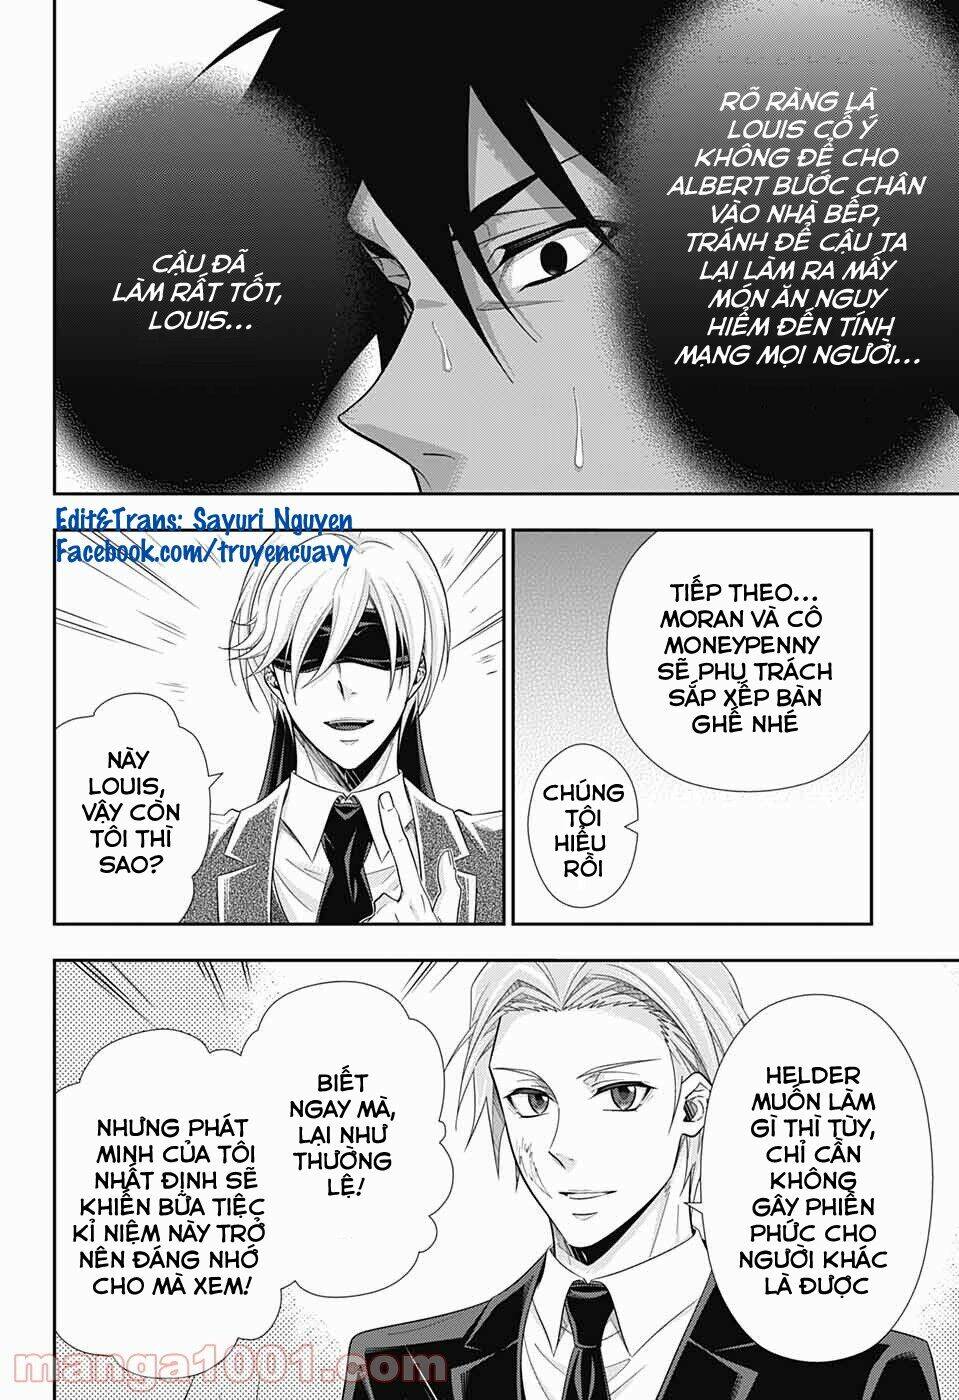 RÕ RÀNG LÀ
LOUIS CỐ Ý
KHÔNG ĐỂ CHO
ALBERT BƯỚC CHÂN
VÀO NHÀ BẾP,
TRÁNH ĐỂ CẬU TA
LẠI LÀM RA MẤY
MÓN ĂN NGUY
HIỂM ĐẾN TÍNH
MẠNG MỌI NGƯỜI...
CẬU ĐÃ
LÀM RẤT TỐT,
LOUIS...
Edit&Trans: Sayuri Nguyen
Facebook.com/truyencuavy
TIẾP THEO...
MORAN VÀ CÔ
MONEYPENNY
SẼ PHỤ TRÁCH
SẮP XẾP BÀN
GHẾ NHÉ
CHÚNG
TÔI
HIỂU
RỒI
NÀY
LOUIS,
VẬY CÒN
TÔI THÌ
SAO?
HELDER
MUỐN LÀM
GÌ THÌ TÙY,
CHỈ CẦN
KHÔNG
GÂY PHIỀN
PHỨC CHO
NGƯỜI KHÁC
LÀ ĐƯỢC
BIẾT
NGAY MÀ,
LẠI NHƯ
THƯỜNG
LỆ!
NHƯNG PHÁT
MINH CỦA TÔI
NHẤT ĐỊNH SẼ
KHIẾN BỮA TIỆC
KỈ NIỆM NÀY TRỞ
NÊN ĐÁNG NHỚ
CHO MÀ XEM!
manga1001.com